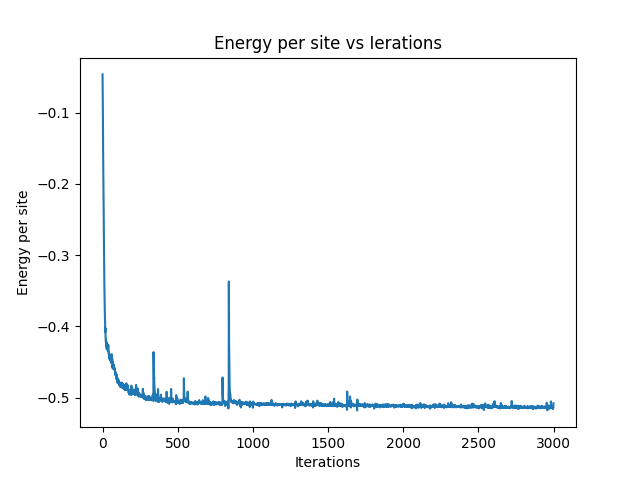 Energy per site vs Ierations
Energy per site
−0.1
−0.2
−0.3
−0.4
−0.5
0 500 1000 1500 2000 2500 3000
Iterations